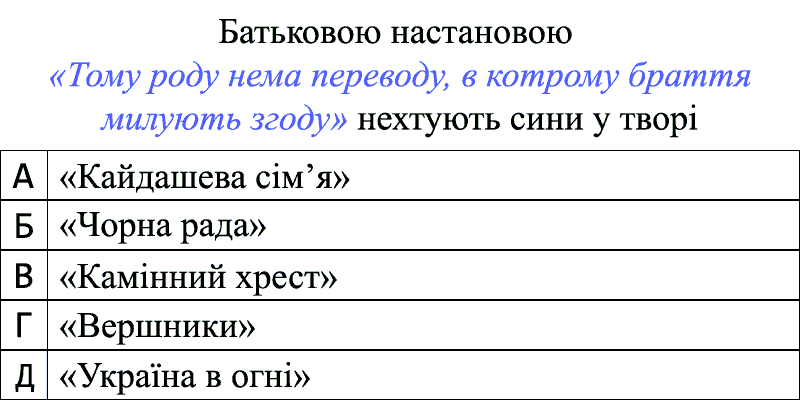 Батьковою настановою
«Тому роду нема переводу, в котрому браття
милують згоду» нехтують сини у творі
А «Кайдашева сім’я»
Б «Чорна рада»
В «Камінний хрест»
Г «Вершники»
Д «Україна в огні»